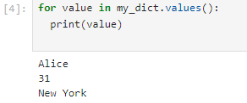 [4]: for value in my_dict.values():
    print(value)
Alice
31
New York